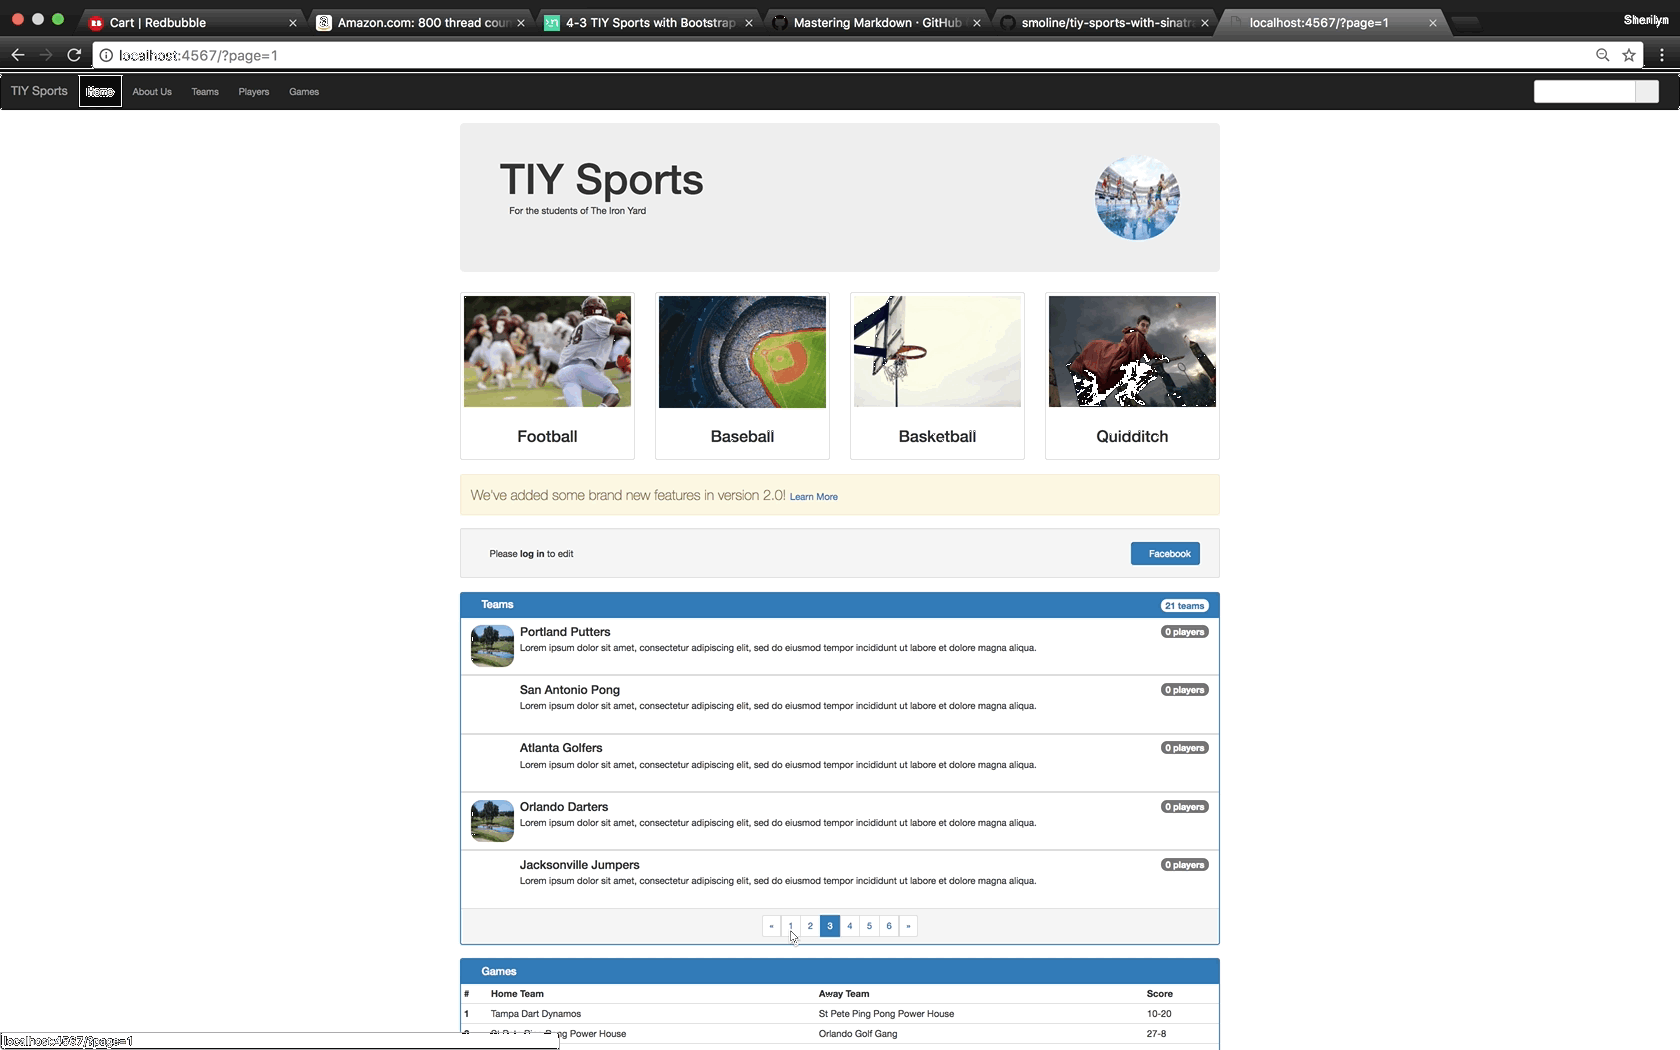 Cart | Redbubble
Amazon.com: 800 thread coun
4-3 TIY Sports with Bootstrap
Mastering Markdown · GitHub
smoline/tiy-sports-with-sinatra
localhost:4567/?page=1
Sherilyn
localhost:4567/?page=1
TIY Sports
Home
About Us
Teams
Players
Games
TIY Sports
For the students of The Iron Yard
Football
Baseball
Basketball
Quidditch
We've added some brand new features in version 2.0! Learn More
Please log in to edit
Facebook
Teams
21 teams
Portland Putters
0 players
Lorem ipsum dolor sit amet, consectetur adipiscing elit, sed do eiusmod tempor incididunt ut labore et dolore magna aliqua.
San Antonio Pong
0 players
Lorem ipsum dolor sit amet, consectetur adipiscing elit, sed do eiusmod tempor incididunt ut labore et dolore magna aliqua.
Atlanta Golfers
0 players
Lorem ipsum dolor sit amet, consectetur adipiscing elit, sed do eiusmod tempor incididunt ut labore et dolore magna aliqua.
Orlando Darters
0 players
Lorem ipsum dolor sit amet, consectetur adipiscing elit, sed do eiusmod tempor incididunt ut labore et dolore magna aliqua.
Jacksonville Jumpers
0 players
Lorem ipsum dolor sit amet, consectetur adipiscing elit, sed do eiusmod tempor incididunt ut labore et dolore magna aliqua.
« 1 2 3 4 5 6 »
Games
# Home Team Away Team Score
1 Tampa Dart Dynamos St Pete Ping Pong Power House 10-20
ng Power House Orlando Golf Gang 27-8
localhost:4567/?page=1